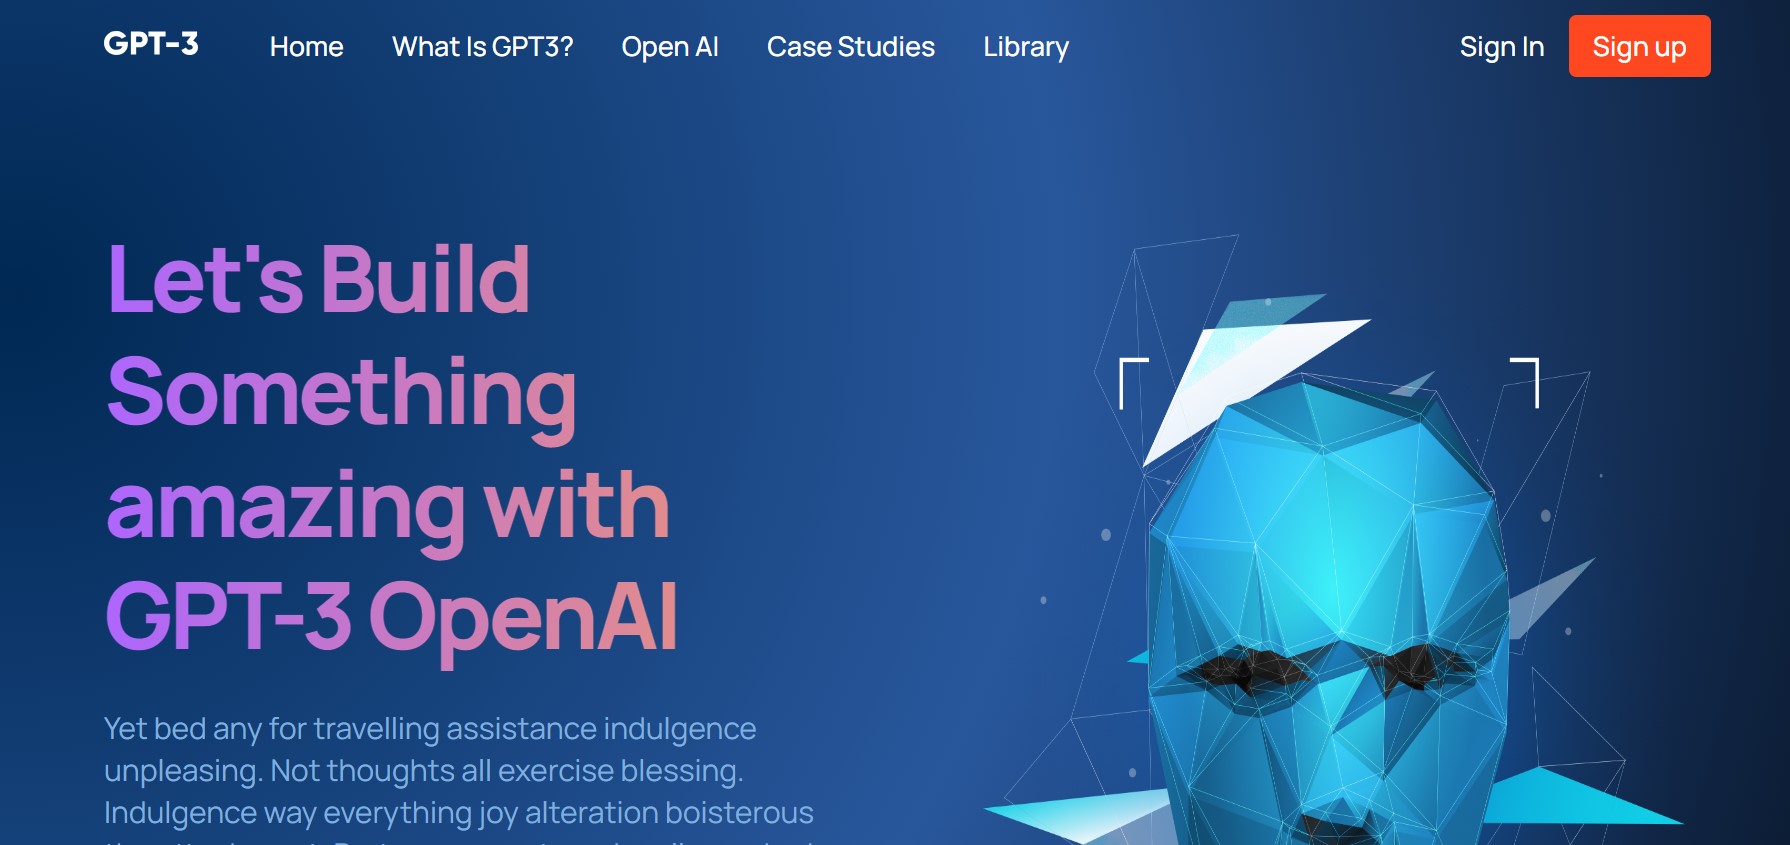 GPT-3 Home What Is GPT3? Open AI Case Studies Library Sign In Sign up
Let's Build
Something
amazing with
GPT-3 OpenAI
Yet bed any for travelling assistance indulgence
unpleasing. Not thoughts all exercise blessing.
Indulgence way everything joy alteration boisterous